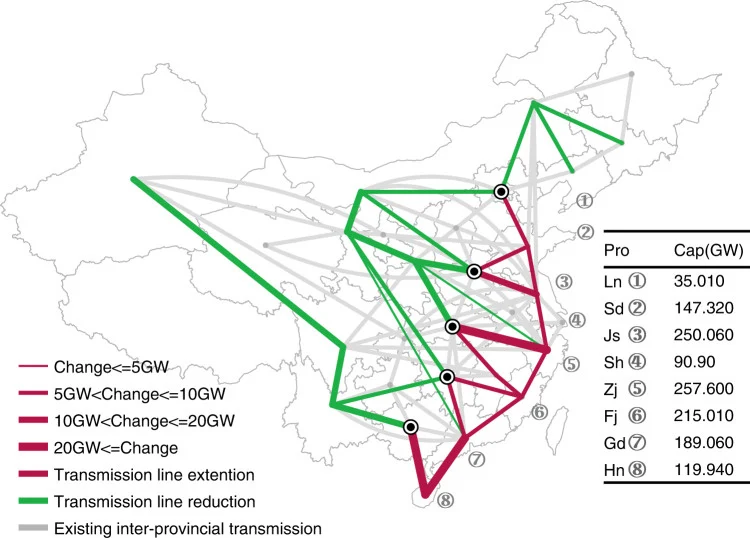 ①
②
③
④
⑤
⑥
⑦
⑧
Change<=5GW
5GW<Change<=10GW
10GW<Change<=20GW
20GW<=Change
Transmission line extention
Transmission line reduction
Existing inter-provincial transmission
Pro Cap(GW)
Ln ① 35.010
Sd ② 147.320
Js ③ 250.060
Sh ④ 90.90
Zj ⑤ 257.600
Fj ⑥ 215.010
Gd ⑦ 189.060
Hn ⑧ 119.940